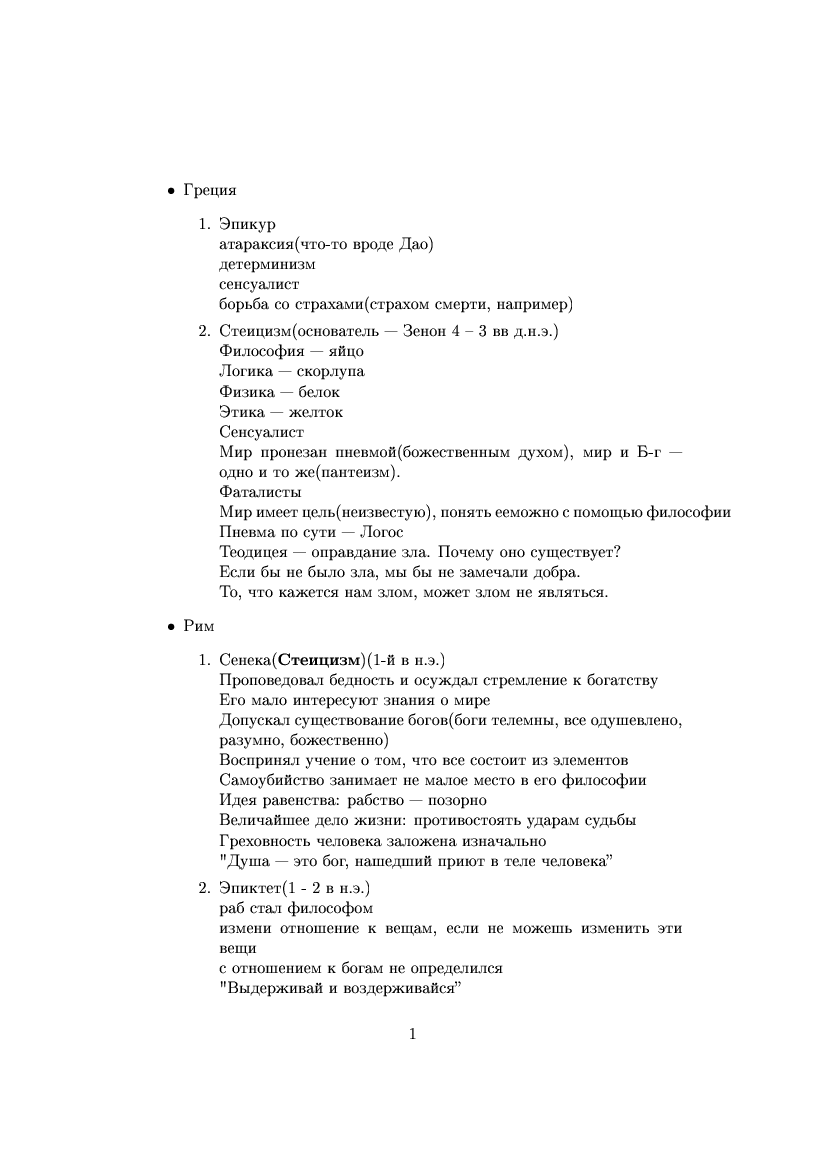 • Греция
1. Эпикур
атараксия(что-то вроде Дао)
детерминизм
сенсуалист
борьба со страхами(страхом смерти, например)
2. Стеицизм(основатель — Зенон 4 – 3 вв д.н.э.)
Философия — яйцо
Логика — скорлупа
Физика — белок
Этика — желток
Сенсуалист
Мир пронезан пневмой(божественным духом), мир и Б-г —
одно и то же(пантеизм).
Фаталисты
Мир имеет цель(неизвестую), понять ееможно с помощью философии
Пневма по сути — Логос
Теодицея — оправдание зла. Почему оно существует?
Если бы не было зла, мы бы не замечали добра.
То, что кажется нам злом, может злом не являться.
• Рим
1. Сенека(Стеицизм)(1-й в н.э.)
Проповедовал бедность и осуждал стремление к богатству
Его мало интересуют знания о мире
Допускал существование богов(боги телемны, все одушевлено,
разумно, божественно)
Воспринял учение о том, что все состоит из элементов
Самоубийство занимает не малое место в его философии
Идея равенства: рабство — позорно
Величайшее дело жизни: противостоять ударам судьбы
Греховность человека заложена изначально
"Душа — это бог, нашедший приют в теле человека”
2. Эпиктет(1 - 2 в н.э.)
раб стал философом
измени отношение к вещам, если не можешь изменить эти
вещи
с отношением к богам не определился
"Выдерживай и воздерживайся”
1